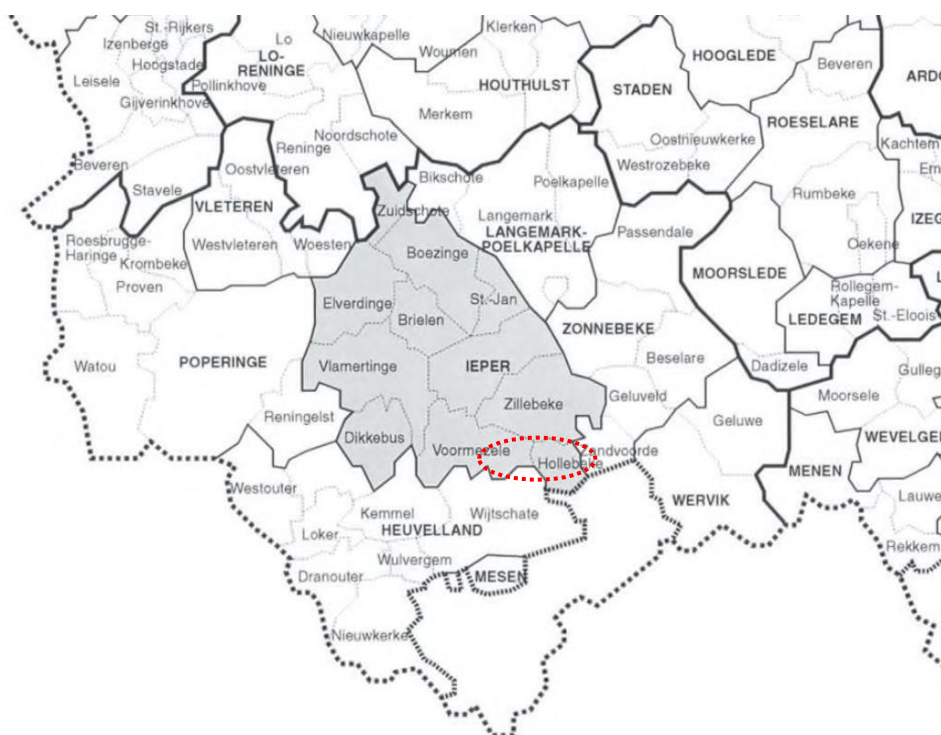 St.-Rijkers
Izenberge
Hoogstade
Leisele
Gijverinkhove
Pollinkhove
Lo
LO-
RENINGE
Nieuwkapelle
Woumen
Klerken
HOUTHULST
Merkem
STADEN
HOOGLEDE
Beveren
ROESELARE
Oostnieuwkerke
Westrozebeke
Kachtem
Noordschote
Reninge
Oostvleteren
Beveren
Stavele
VLETEREN
Westvleteren
Woesten
Zuidschote
Bikschote
Poelkapelle
Langemark
LANGEMARK-
POELKAPELLE
Passendale
Rumbeke
Oekene
MOORSLEDE
Rollegem-
Kapelle
St.-Eloois
LEDEGEM
Roesbrugge-
Haringe
Krombeke
Proven
Boezinge
St.-Jan
Elverdinge
Brielen
ZONNEBEKE
Beselare
Dadizele
Watou
POPERINGE
Vlamertinge
IEPER
Zillebeke
Geluveld
Geluwe
Moorsele
Reningelst
Dikkebus
Voormezele
Hollebeke
Zandvoorde
WERVIK
MENEN
Westouter
Kemmel
Wijtschate
HEUVELLAND
Loker
Wulvergem
Dranouter
MESEN
Nieuwkerke